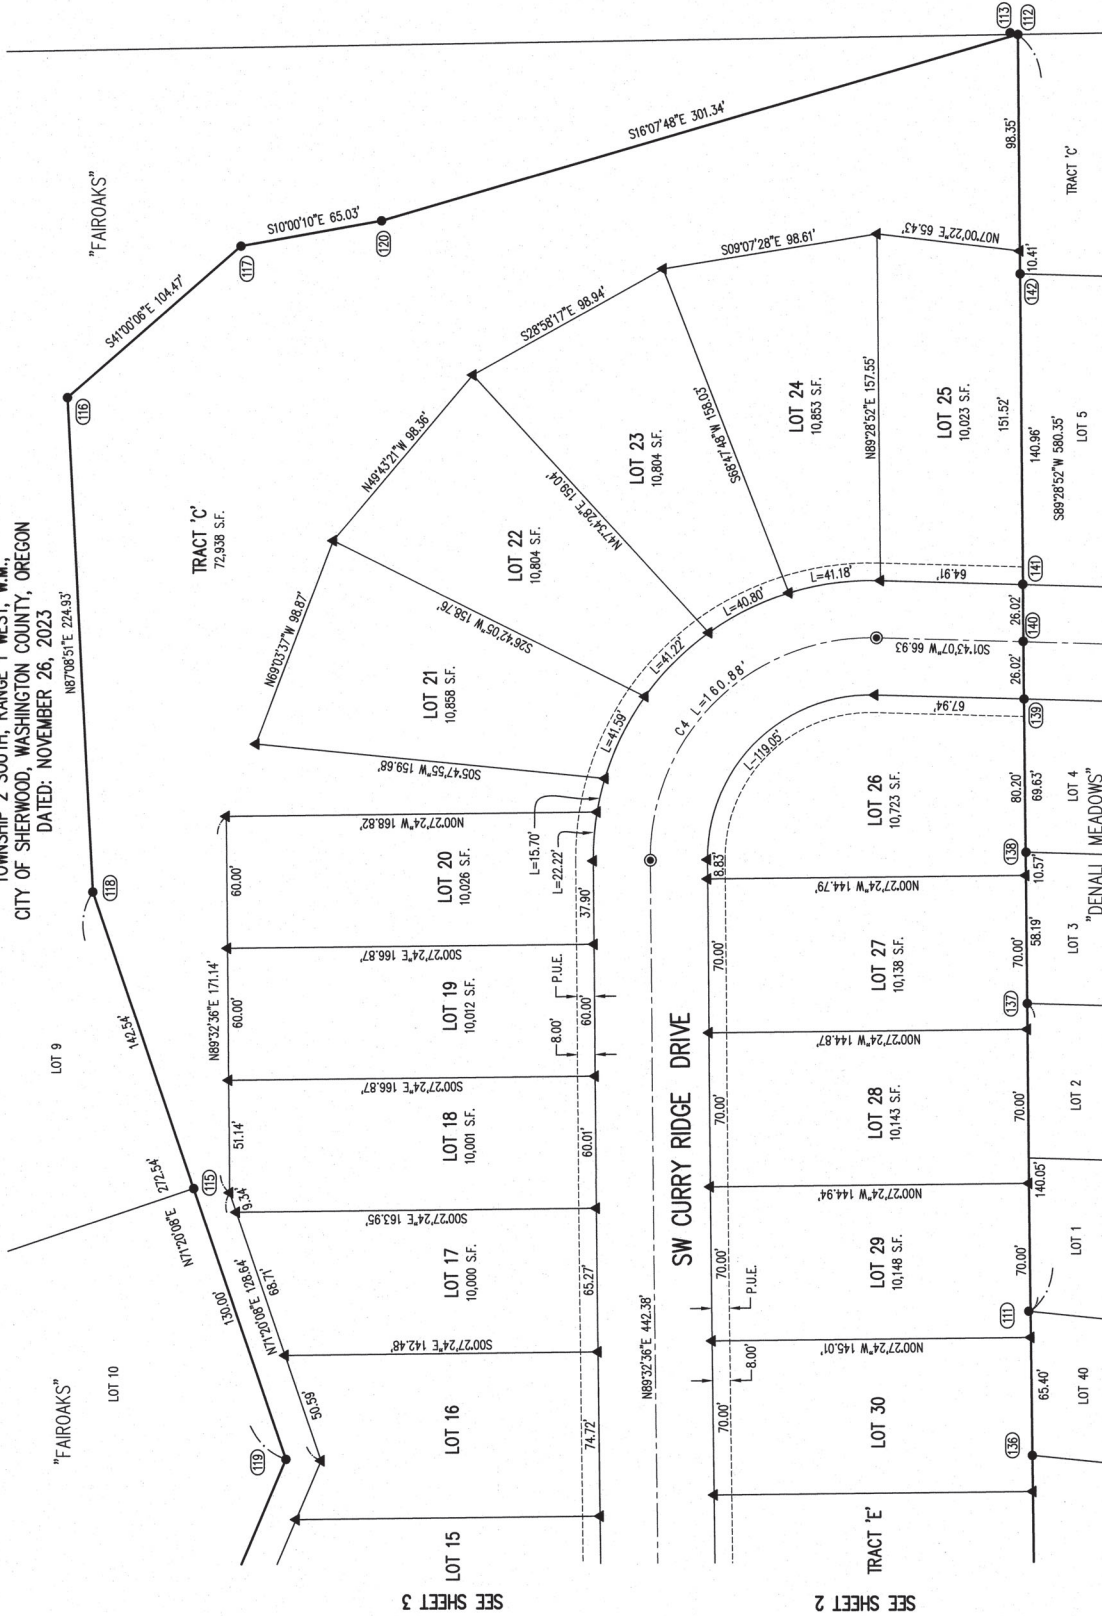 TOWNSHIP 2 SOUTH, RANGE 1 WEST, W.M.,
CITY OF SHERWOOD, WASHINGTON COUNTY, OREGON
DATED: NOVEMBER 26, 2023
"FAIROAKS"
LOT 10
LOT 9
"FAIROAKS"
119
130.00'
N71°20'08"E 272.54'
115
142.54'
118
N87°08'51"E 224.93'
116
S41°00'06"E 104.47'
117
S10°00'10"E 65.03'
120
S16°07'48"E 301.34'
113
112
TRACT 'C'
72,938 S.F.
50.59'
N71°20'08"E 128.64'
68.71'
9.34'
51.14'
N89°32'36"E 171.14'
60.00'
60.00'
N69°03'37"W 98.87'
N49°43'21"W 98.36'
S28°58'17"E 98.94'
S09°07'28"E 98.61'
N07°00'22"E 65.43'
SEE SHEET 3
LOT 15
LOT 16
S00°27'24"E 142.48'
LOT 17
10,000 S.F.
S00°27'24"E 163.95'
LOT 18
10,001 S.F.
S00°27'24"E 166.87'
LOT 19
10,012 S.F.
S00°27'24"E 166.87'
LOT 20
10,026 S.F.
N00°27'24"W 168.82'
LOT 21
10,858 S.F.
S05°47'55"W 159.68'
S26°42'05"W 158.76'
LOT 22
10,804 S.F.
N47°34'28"E 159.04'
LOT 23
10,804 S.F.
S68°47'48"W 158.03'
LOT 24
10,853 S.F.
N89°28'52"E 157.55'
LOT 25
10,023 S.F.
74.72'
65.27'
60.01'
60.00'
8.00'
P.U.E.
37.90'
L=22.22'
L=15.70'
L=41.59'
L=41.22'
L=40.80'
L=41.18'
64.91'
N89°32'36"E 442.38'
SW CURRY RIDGE DRIVE
C4 L=160.88'
S01°43'07"W 66.93
L=119.05'
67.94'
70.00'
8.00'
P.U.E.
70.00'
70.00'
70.00'
8.83'
SEE SHEET 2
TRACT 'E'
LOT 30
N00°27'24"W 145.01'
LOT 29
10,148 S.F.
N00°27'24"W 144.94'
LOT 28
10,143 S.F.
N00°27'24"W 144.87'
LOT 27
10,138 S.F.
N00°27'24"W 144.79'
LOT 26
10,723 S.F.
70.00'
70.00'
70.00'
80.20'
26.02'
26.02'
151.52'
98.35'
136
65.40'
111
140.05'
137
58.19'
10.57'
138
69.63'
139
140
141
140.96'
142
10.41'
S89°28'52"W 580.35'
LOT 40
LOT 1
LOT 2
LOT 3
LOT 4
LOT 5
TRACT 'C'
"DENALI MEADOWS"